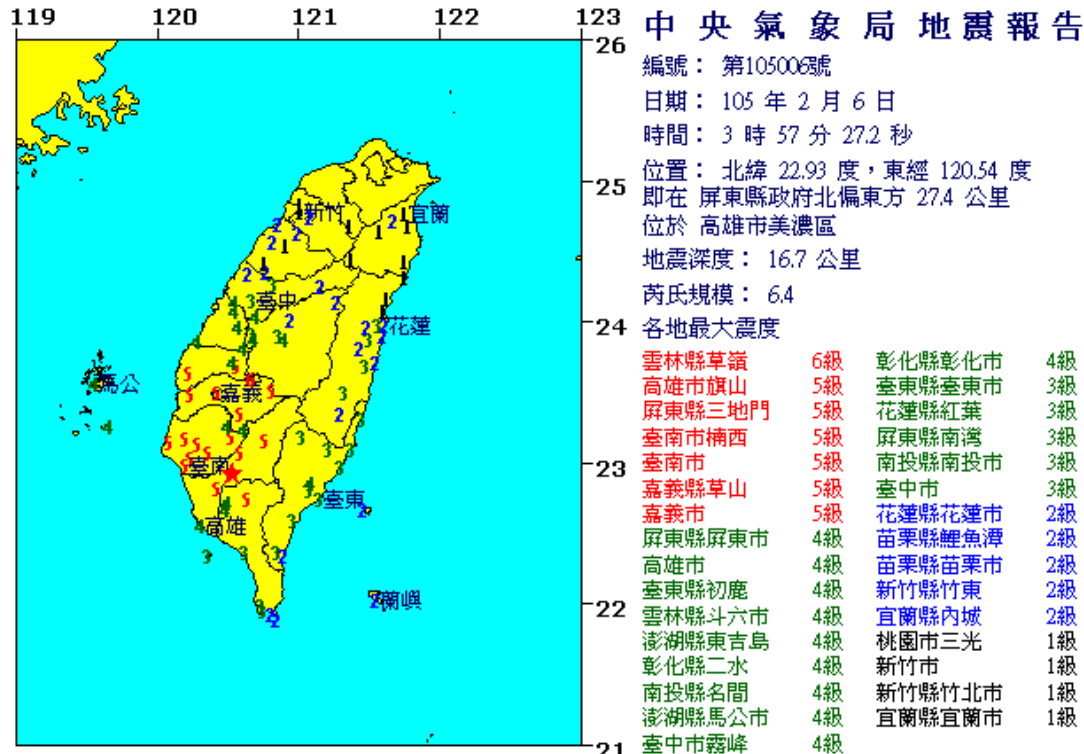 119 120 121 122 123
26
25
24
23
22
21
新竹 宜蘭
臺中
花蓮
馬公
嘉義
臺南
臺東
高雄
蘭嶼
中央氣象局地震報告
編號： 第105006號
日期： 105 年 2 月 6 日
時間： 3 時 57 分 27.2 秒
位置： 北緯 22.93 度，東經 120.54 度
即在 屏東縣政府北偏東方 27.4 公里
位於 高雄市美濃區
地震深度： 16.7 公里
芮氏規模： 6.4
各地最大震度
雲林縣草嶺 6級 彰化縣彰化市 4級
高雄市旗山 5級 臺東縣臺東市 3級
屏東縣三地門 5級 花蓮縣紅葉 3級
臺南市楠西 5級 屏東縣南灣 3級
臺南市 5級 南投縣南投市 3級
嘉義縣草山 5級 臺中市 3級
嘉義市 5級 花蓮縣花蓮市 2級
屏東縣屏東市 4級 苗栗縣鯉魚潭 2級
高雄市 4級 苗栗縣苗栗市 2級
臺東縣初鹿 4級 新竹縣竹東 2級
雲林縣斗六市 4級 宜蘭縣內城 2級
澎湖縣東吉島 4級 桃園市三光 1級
彰化縣二水 4級 新竹市 1級
南投縣名間 4級 新竹縣竹北市 1級
澎湖縣馬公市 4級 宜蘭縣宜蘭市 1級
臺中市霧峰 4級